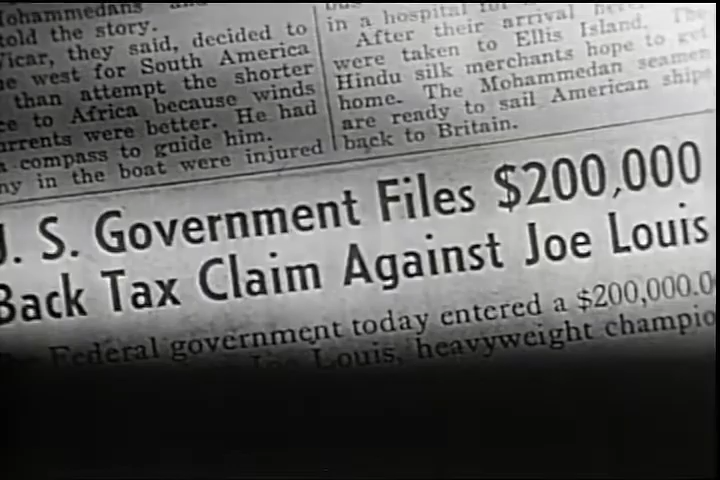 Mohammedans and
told the story.
Vicar, they said, decided to
west for South America
than attempt the shorter
to Africa because winds
currents were better. He had
a compass to guide him.
in the boat were injured
in a hospital for
After their arrival here
were taken to Ellis Island. The
Hindu silk merchants hope to get
home. The Mohammedan seamen
are ready to sail American ships
back to Britain.
U. S. Government Files $200,000
Back Tax Claim Against Joe Louis
Federal government today entered a $200,000.0
Joe Louis, heavyweight champio